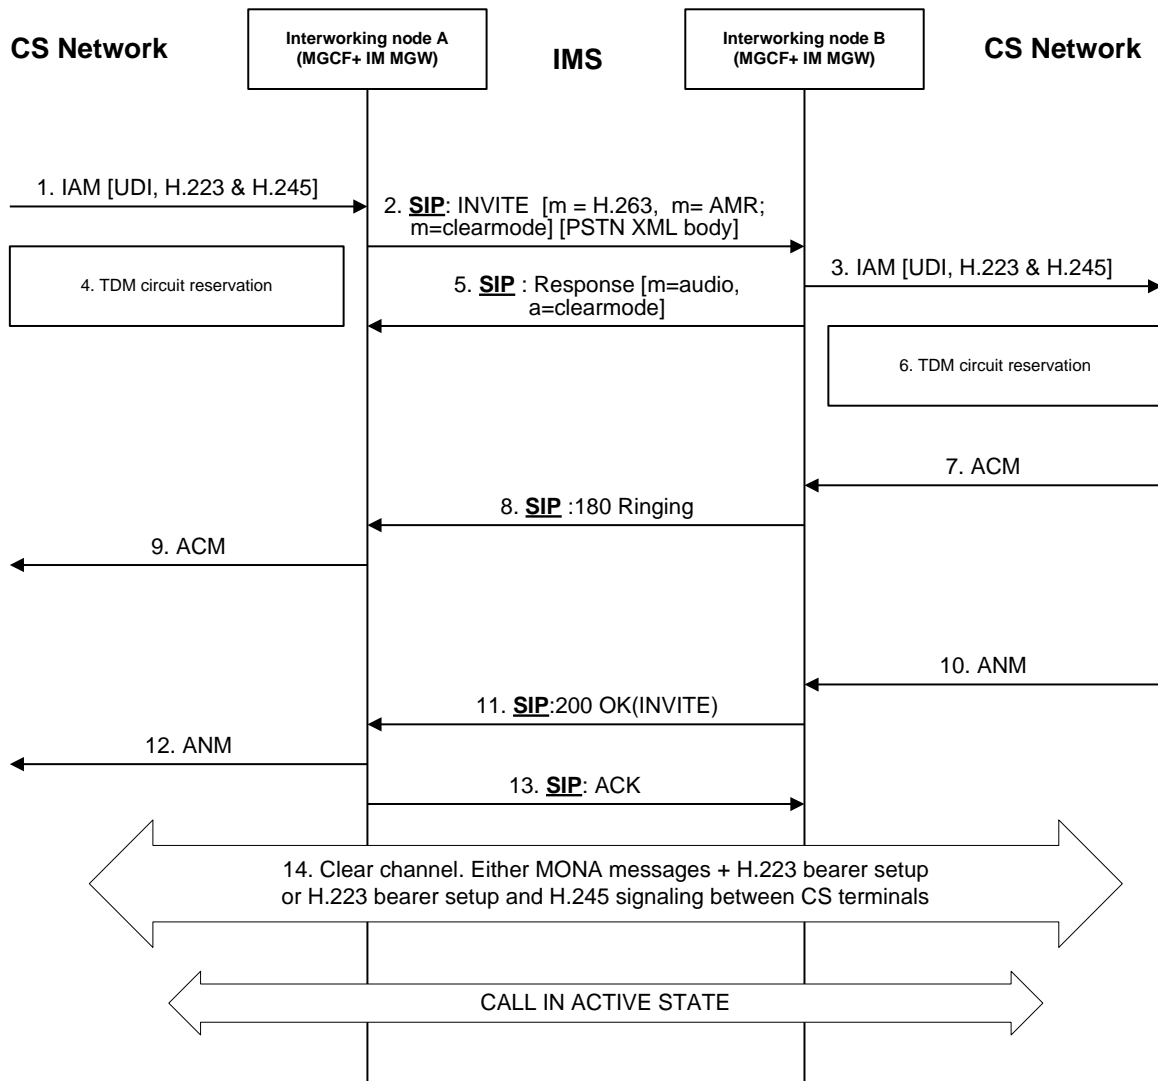 CS Network
Interworking node A
(MGCF+ IM MGW)
IMS
Interworking node B
(MGCF+ IM MGW)
CS Network
1. IAM [UDI, H.223 & H.245]
2. SIP: INVITE  [m = H.263,  m= AMR;
m=clearmode] [PSTN XML body]
3. IAM [UDI, H.223 & H.245]
4. TDM circuit reservation
5. SIP : Response [m=audio,
a=clearmode]
6. TDM circuit reservation
7. ACM
8. SIP :180 Ringing
9. ACM
10. ANM
11. SIP:200 OK(INVITE)
12. ANM
13. SIP: ACK
14. Clear channel. Either MONA messages + H.223 bearer setup
or H.223 bearer setup and H.245 signaling between CS terminals
CALL IN ACTIVE STATE